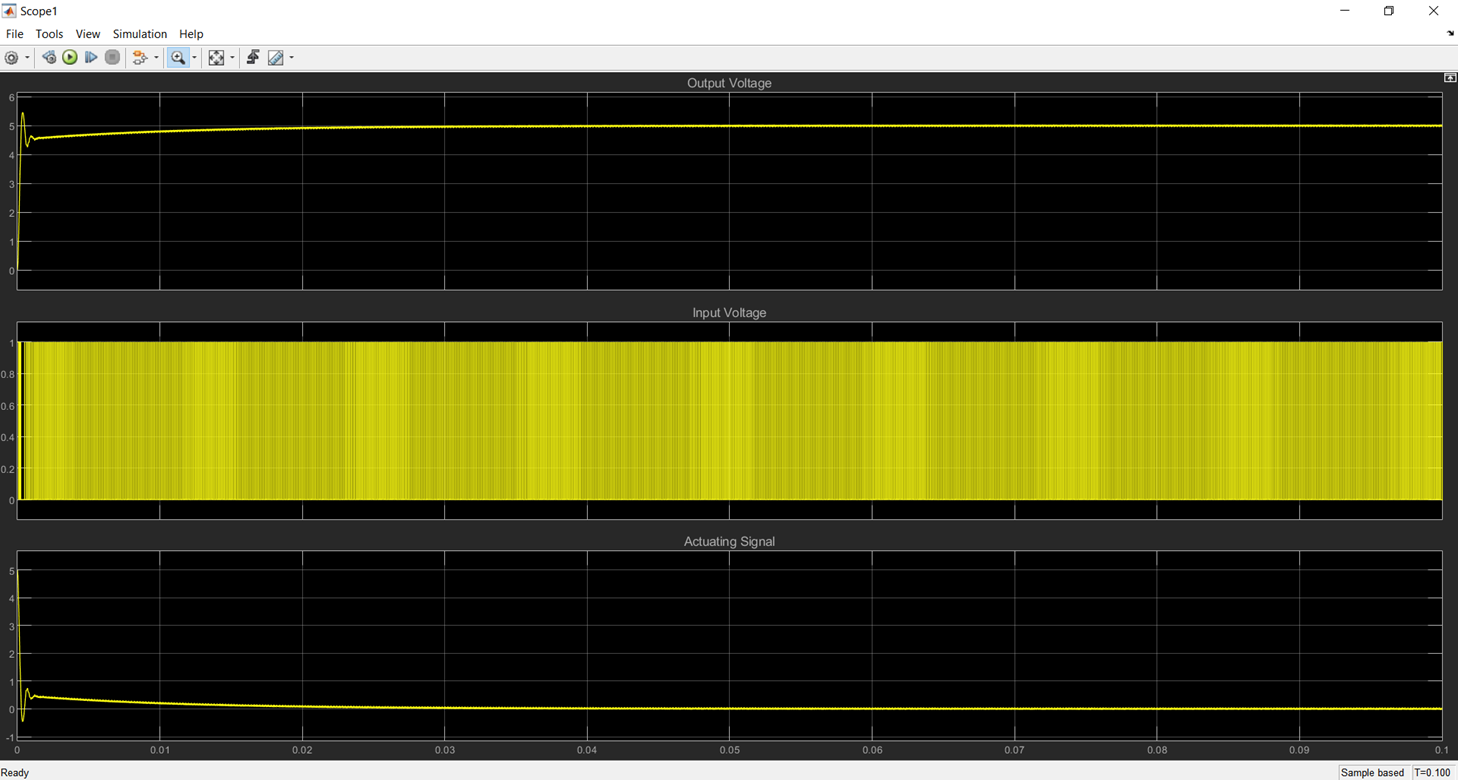 Scope1
File Tools View Simulation Help
Output Voltage
6
5
4
3
2
1
0
Input Voltage
1
0.8
0.6
0.4
0.2
0
Actuating Signal
5
4
3
2
1
0
-1
0 0.01 0.02 0.03 0.04 0.05 0.06 0.07 0.08 0.09 0.1
Ready Sample based T=0.100